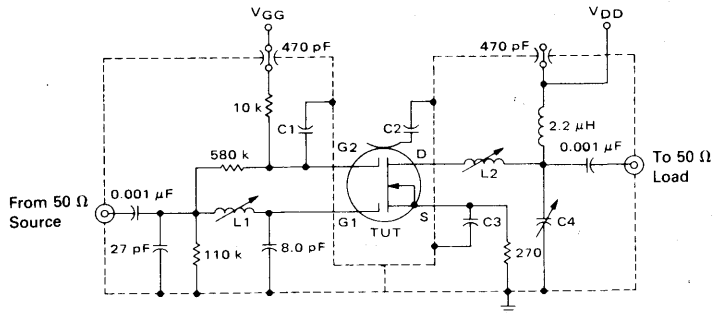 VGG
VDD
470 pF
470 pF
10 k
C1
C2
2.2 μH
G2
D
0.001 μF
580 k
L2
To 50 Ω
Load
From 50 Ω
Source
0.001 μF
L1
G1
S
TUT
C3
C4
27 pF
110 k
8.0 pF
270